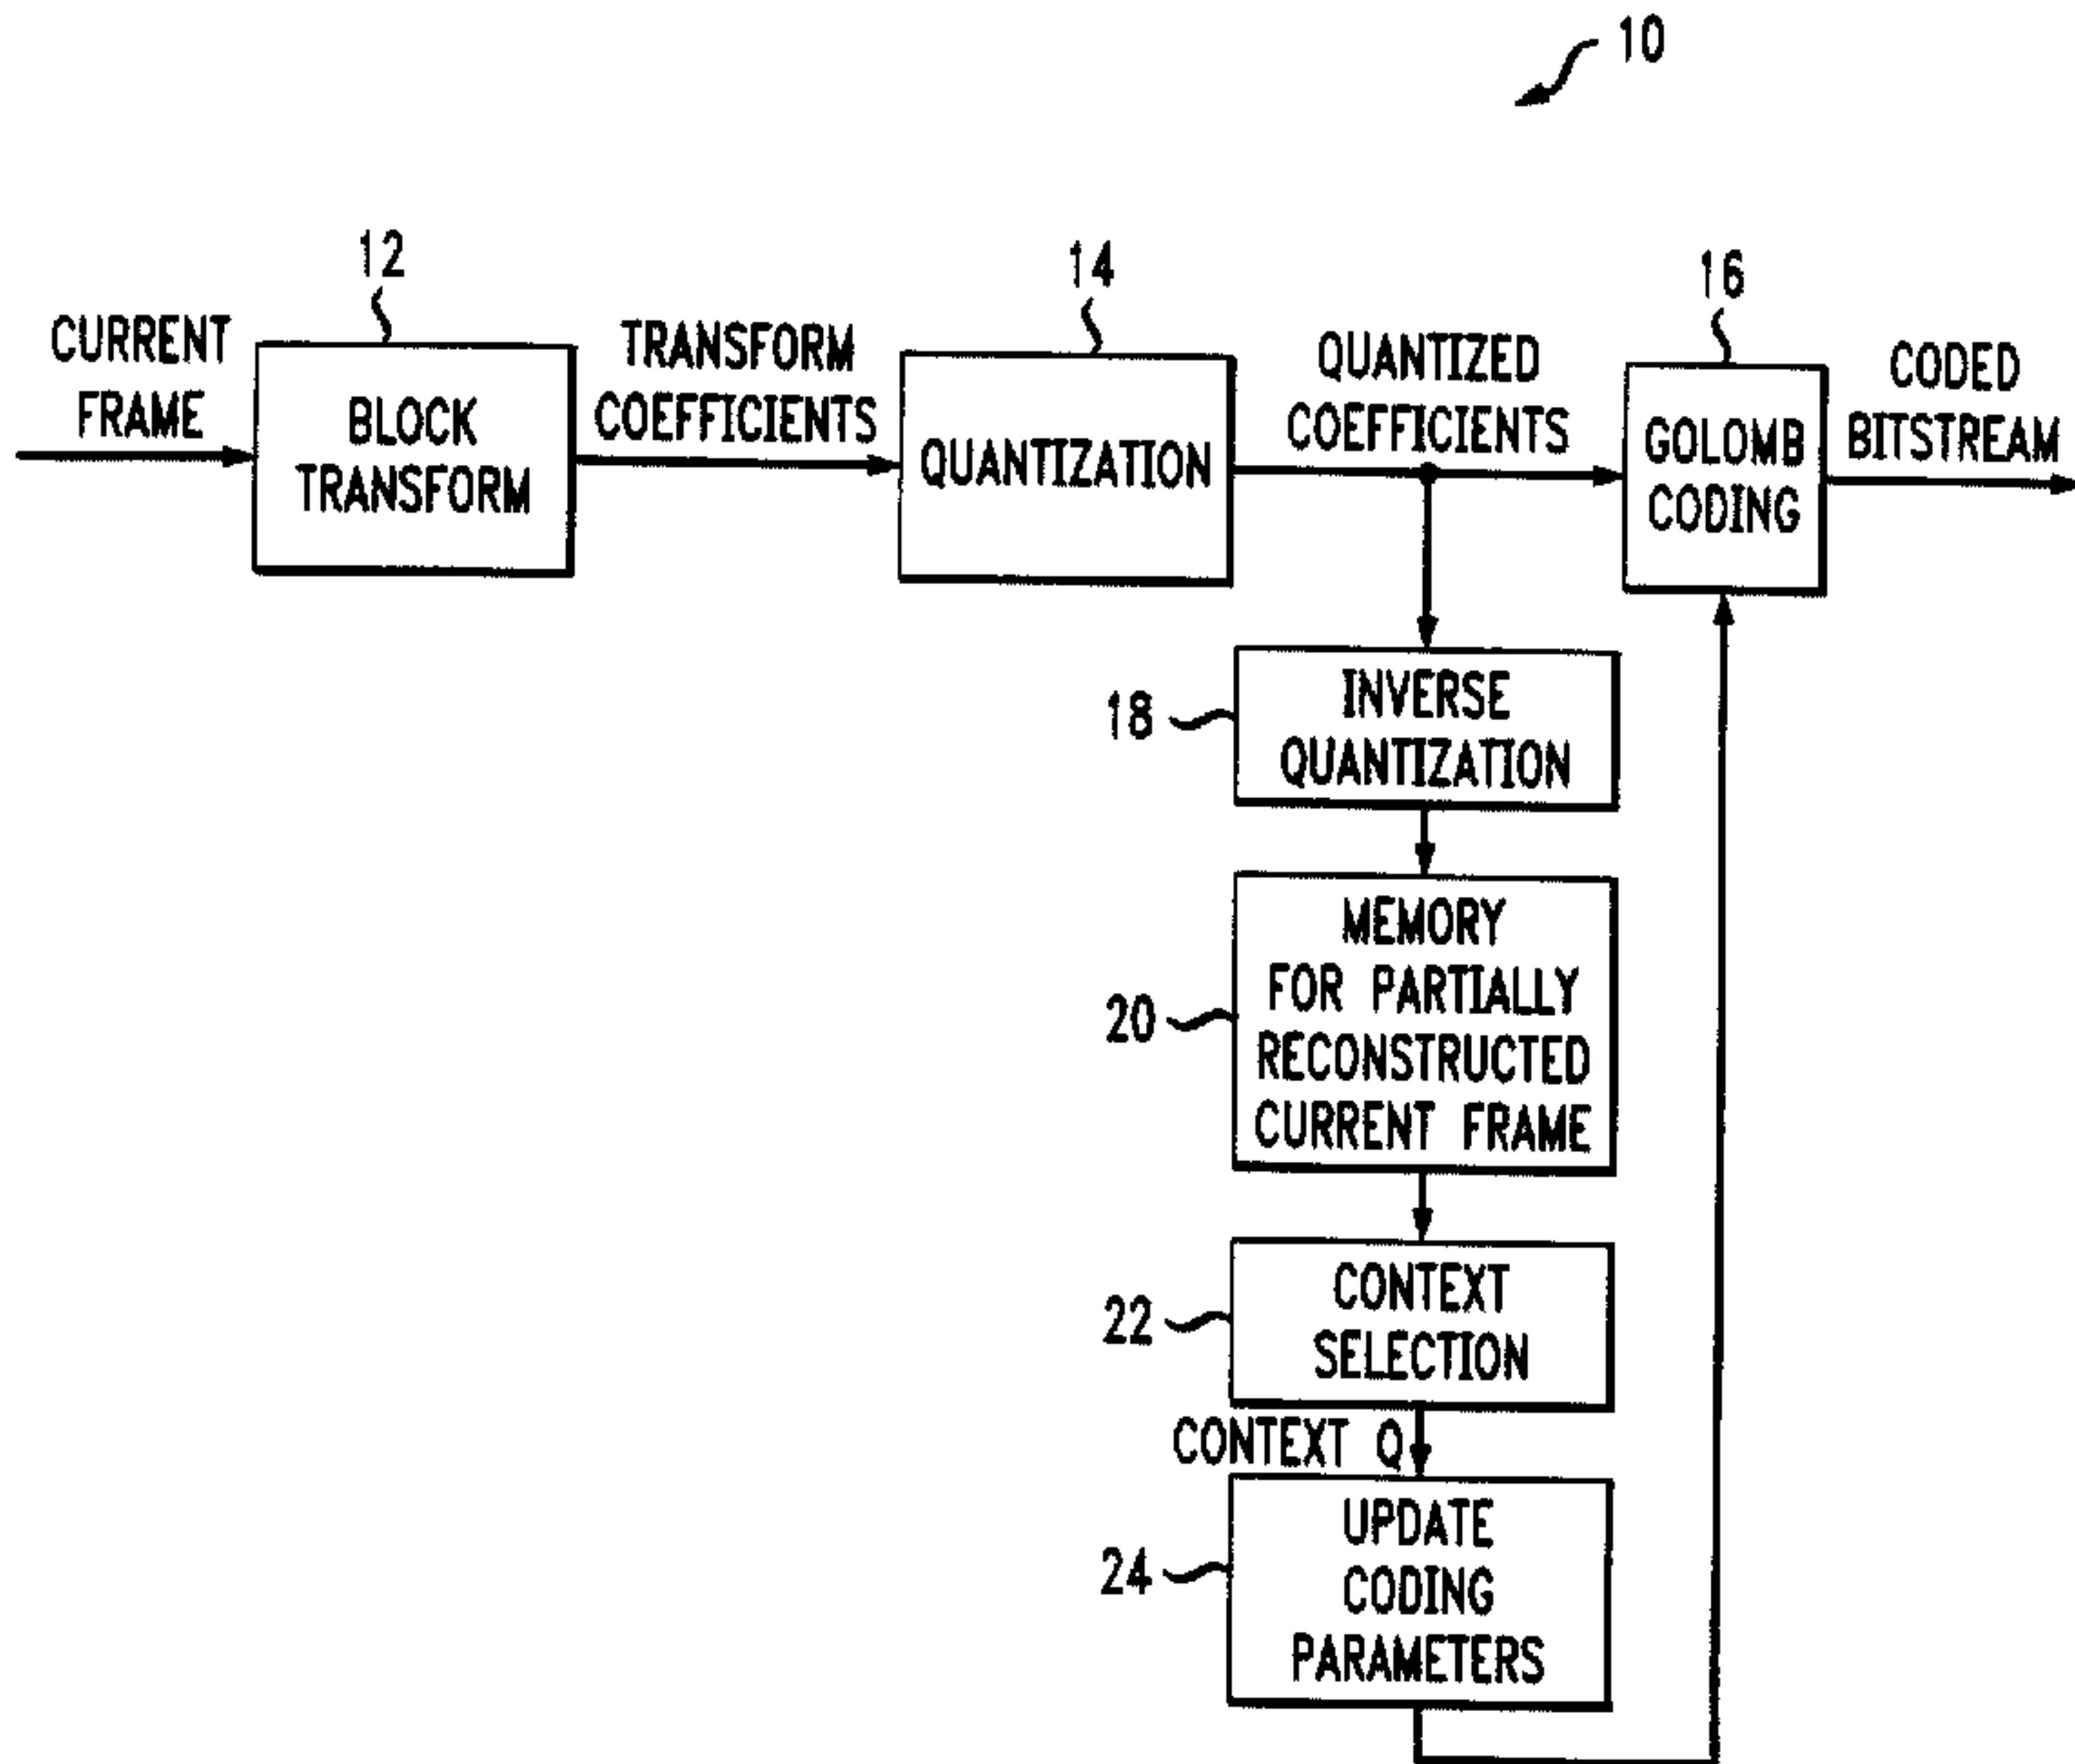 10
12
14
16
CURRENT
FRAME
BLOCK
TRANSFORM
TRANSFORM
COEFFICIENTS
QUANTIZATION
QUANTIZED
COEFFICIENTS
GOLOMB
CODING
CODED
BITSTREAM
18
INVERSE
QUANTIZATION
20
MEMORY
FOR PARTIALLY
RECONSTRUCTED
CURRENT FRAME
22
CONTEXT
SELECTION
CONTEXT Q
24
UPDATE
CODING
PARAMETERS